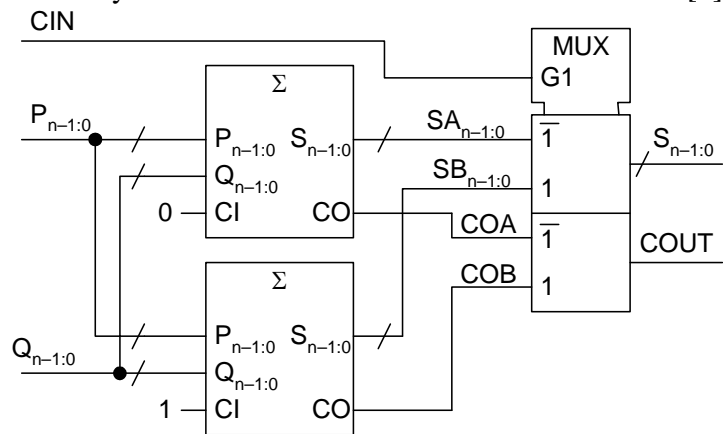 CIN
MUX
G1
Σ
P_{n–1:0}
P_{n–1:0} S_{n–1:0}
Q_{n–1:0}
0 CI CO
SA_{n–1:0}
1̅
SB_{n–1:0}
1
S_{n–1:0}
COA
1̅
COUT
COB
1
Σ
P_{n–1:0} S_{n–1:0}
Q_{n–1:0}
Q_{n–1:0}
1 CI CO